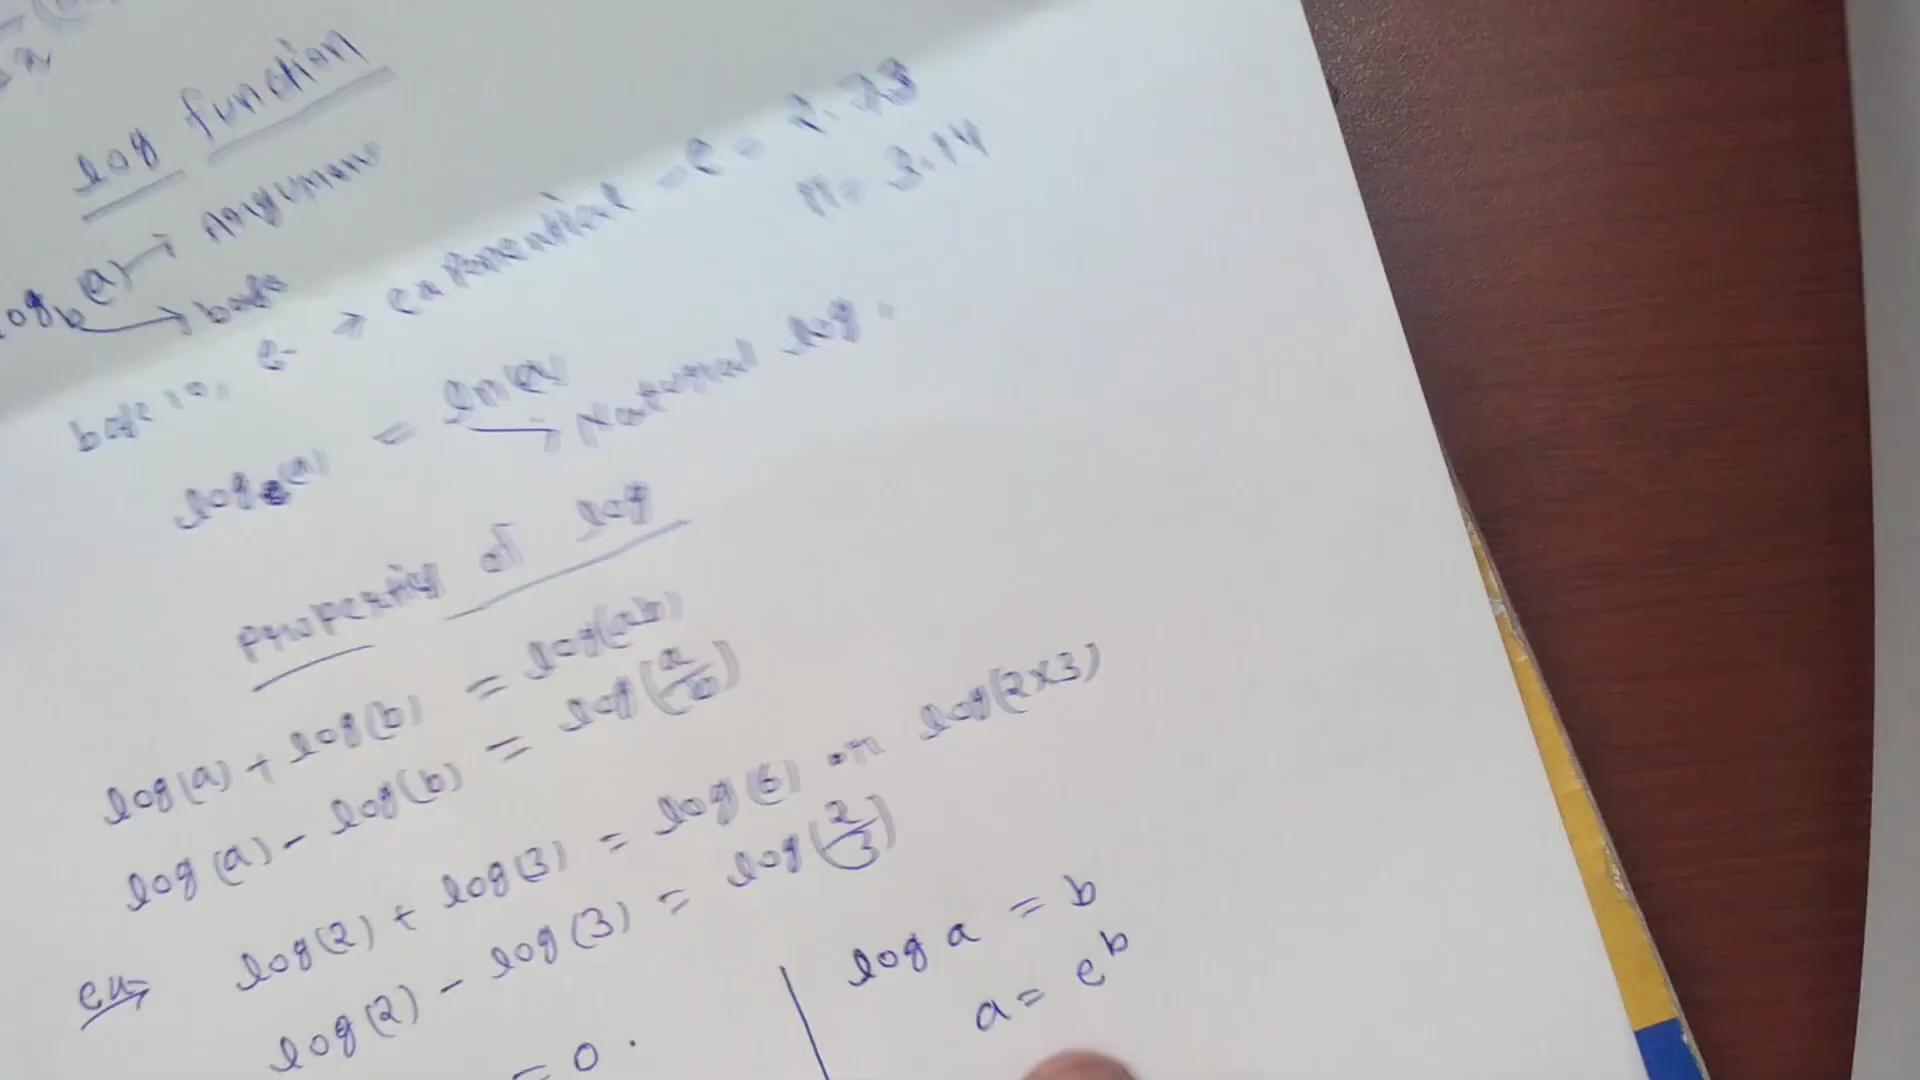 log function
log_b(a) → Argument
→ base
base 10, e → exponential - e = 2.73
π = 3.14
log_e(a) = ln(a)
→ Natural log.
Properties of log
log(a) + log(b) = log(ab)
log(a) - log(b) = log(a/b)
ex→ log(2) + log(3) = log(6) or log(2×3)
log(2) - log(3) = log(2/3)
= 0.
log a = b
a = e^b